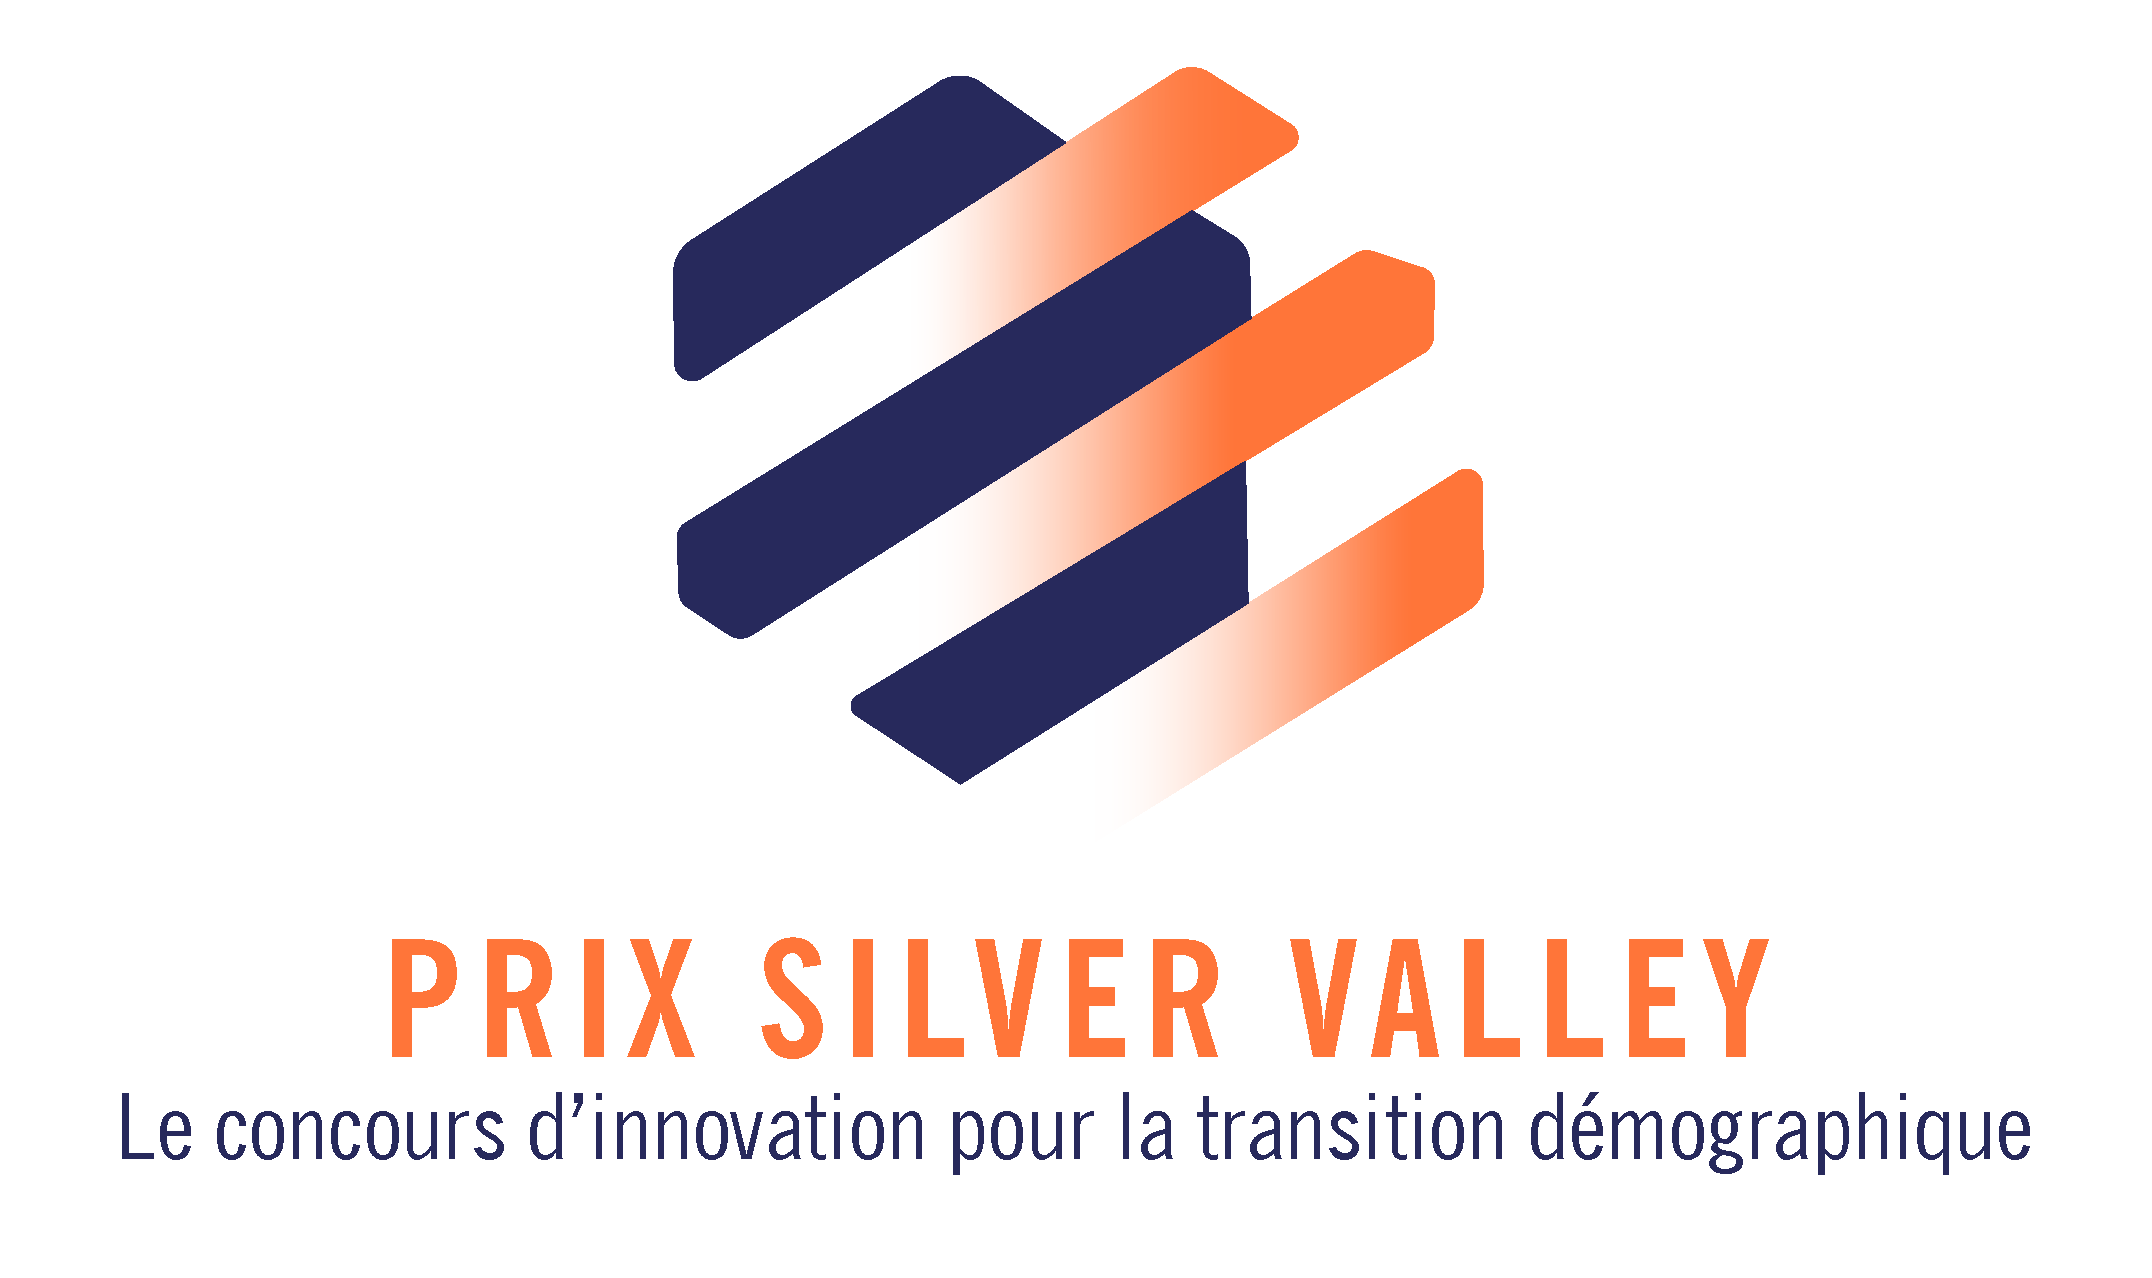 PRIX SILVER VALLEY
Le concours d’innovation pour la transition démographique